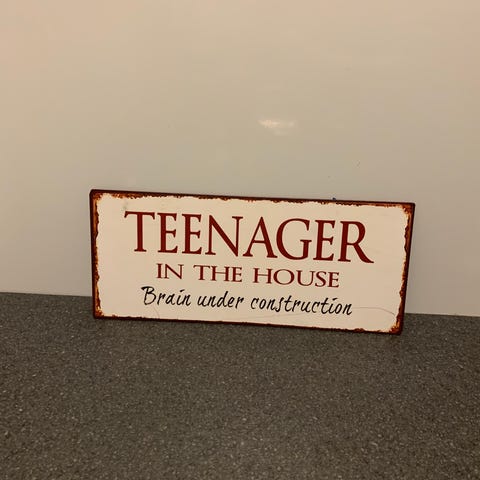 TEENAGER
IN THE HOUSE
Brain under construction